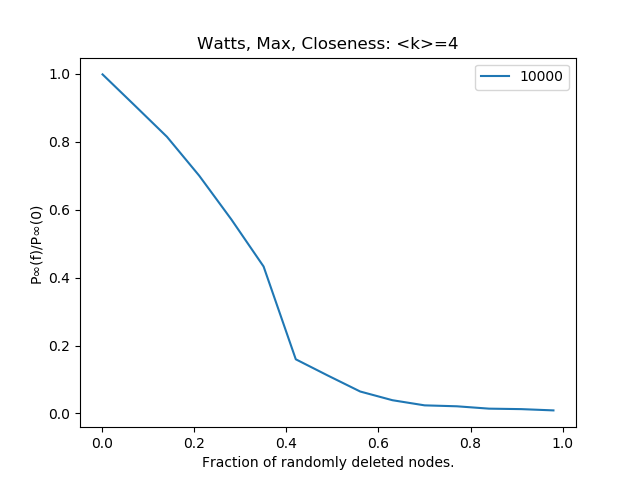 Watts, Max, Closeness: <k>=4
10000
1.0
0.8
0.6
0.4
0.2
0.0
P∞(f)/P∞(0)
0.0 0.2 0.4 0.6 0.8 1.0
Fraction of randomly deleted nodes.